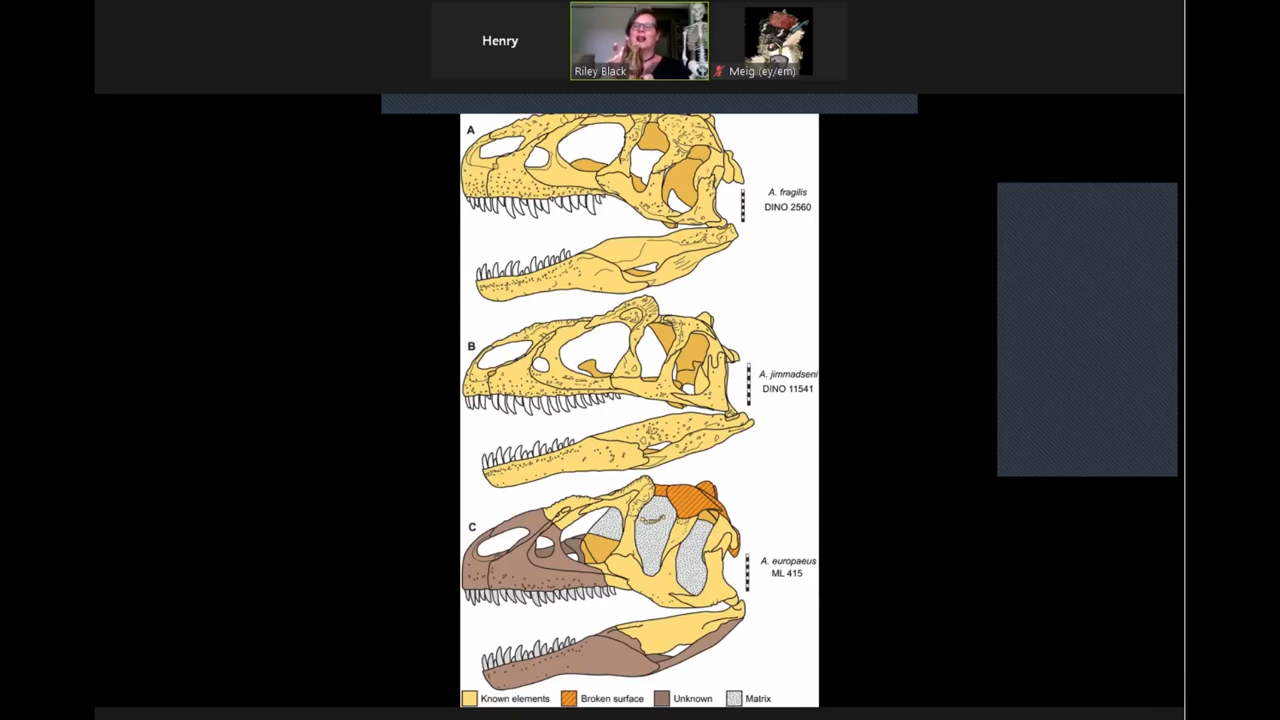 Henry
Riley Black
Meig (ey/em)
A
A. fragilis
DINO 2560
B
A. jimmadseni
DINO 11541
C
A. europaeus
ML 415
Known elements
Broken surface
Unknown
Matrix